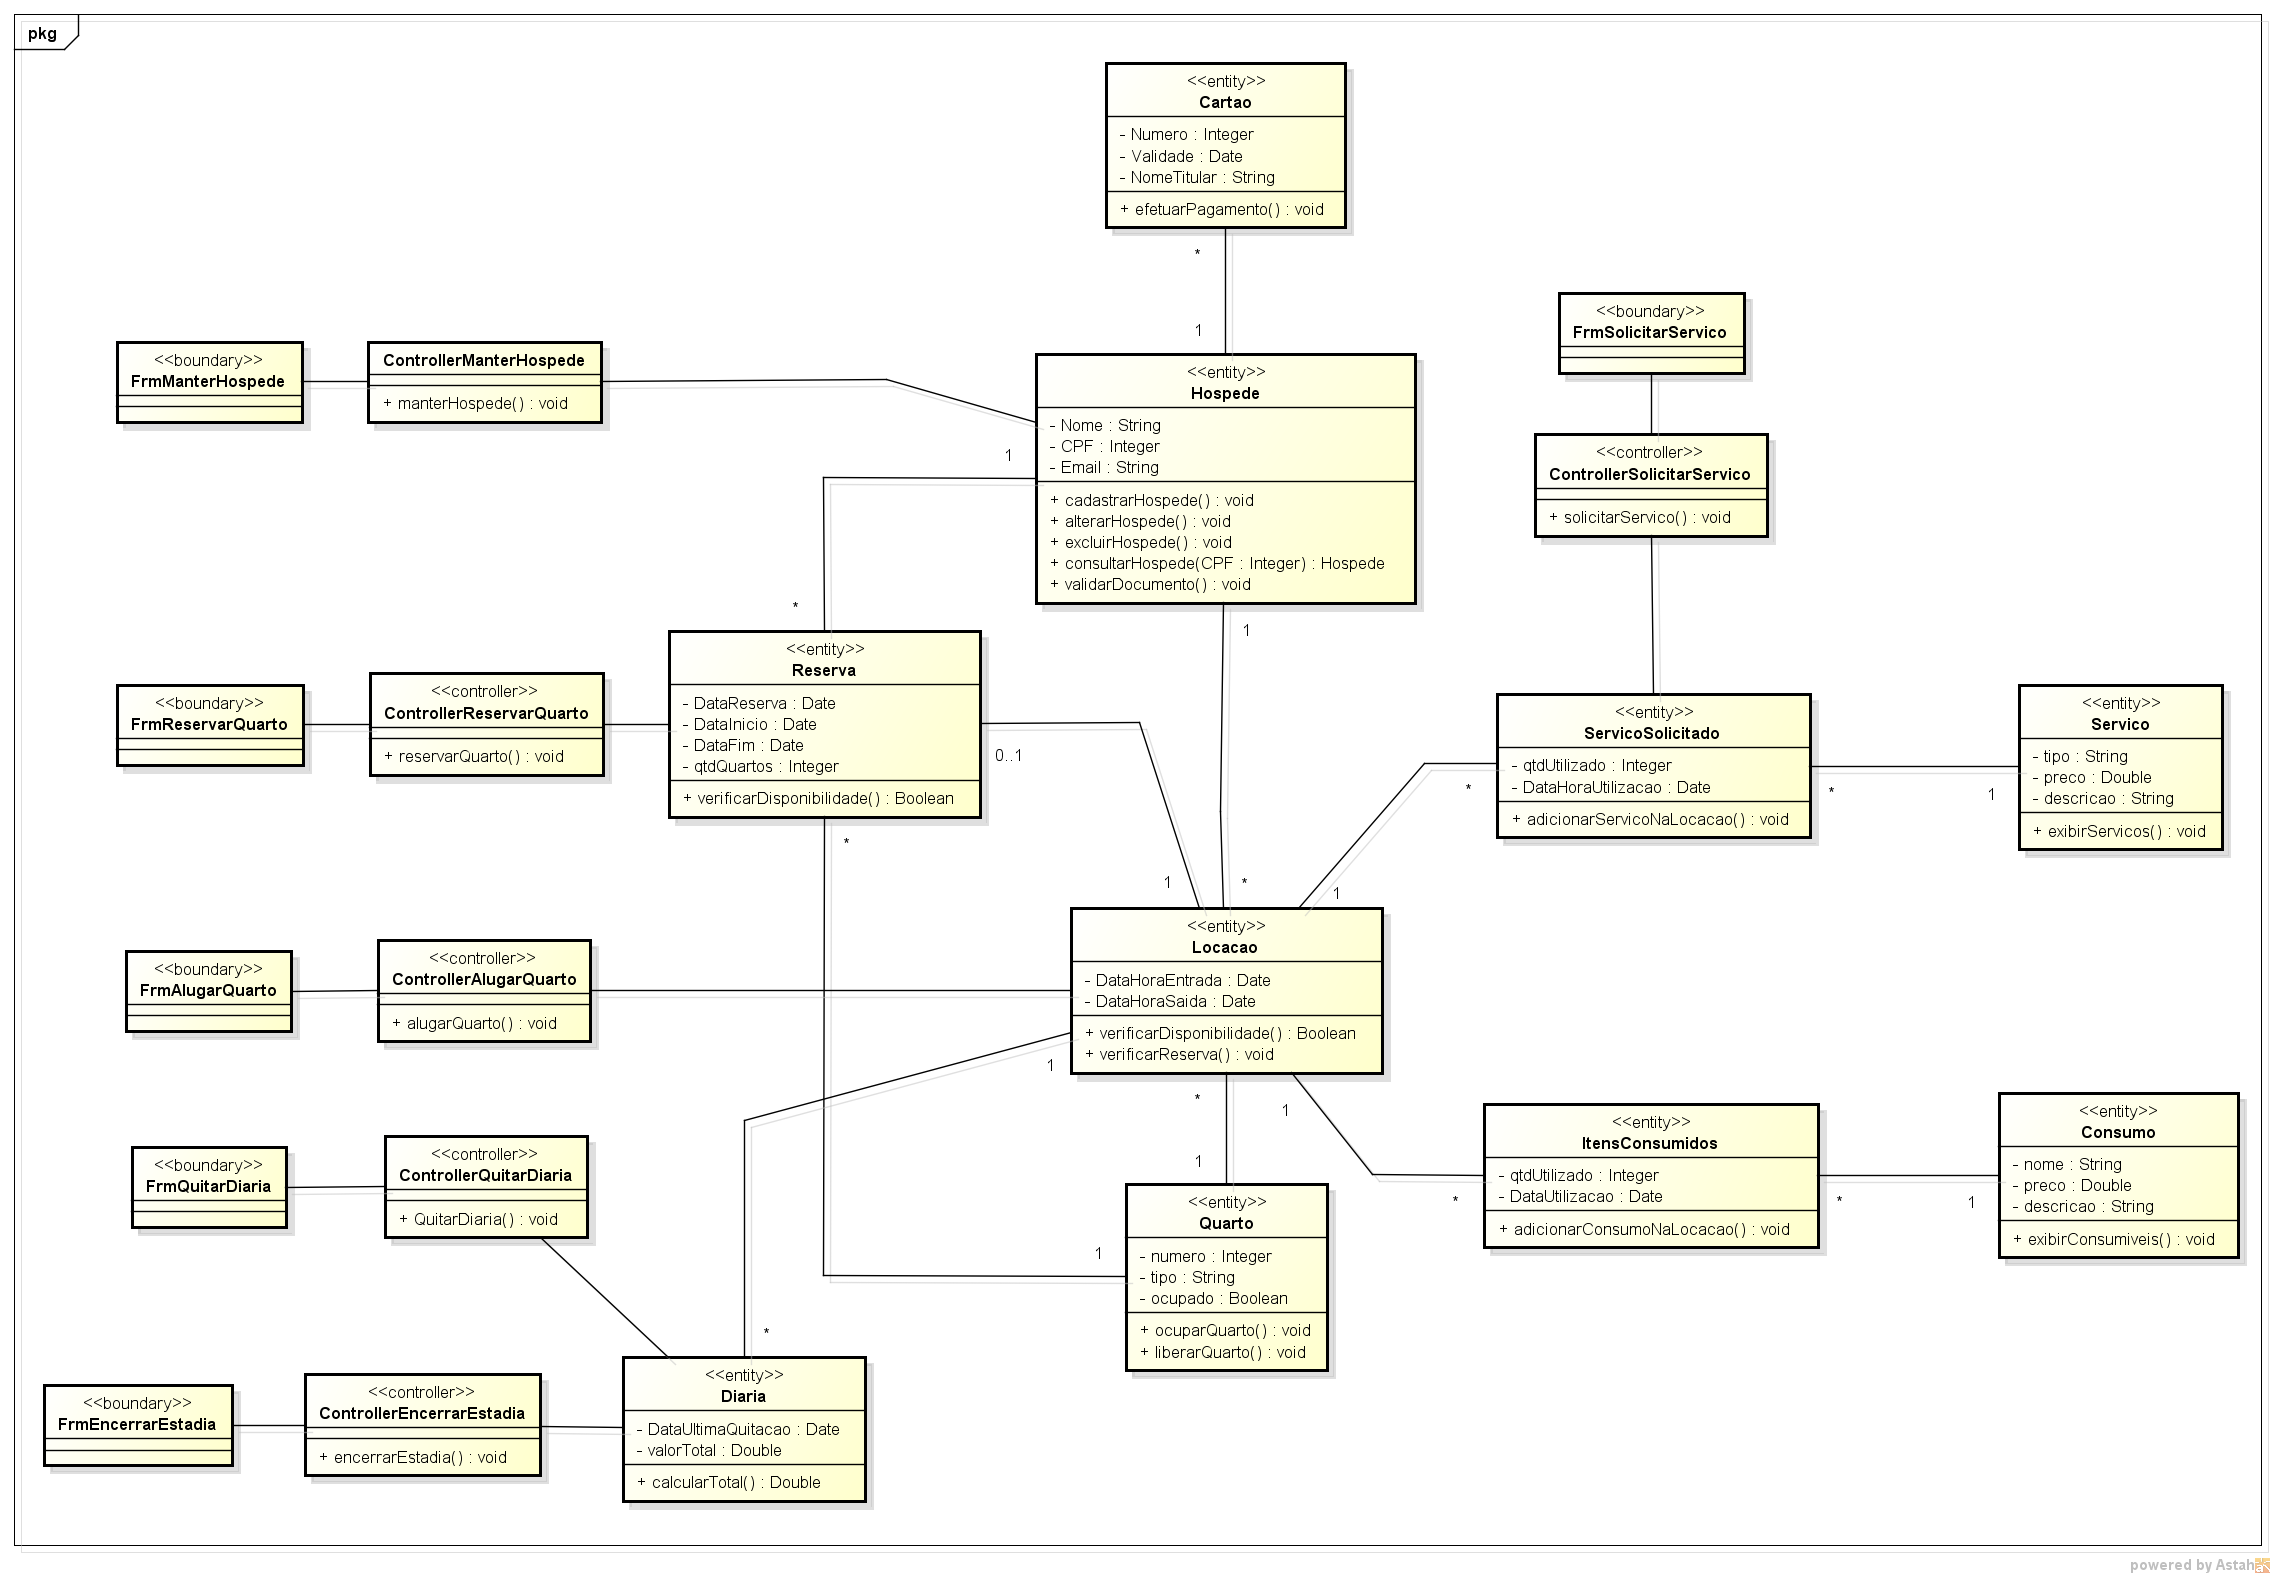 pkg
<<entity>>
Cartao
- Numero : Integer
- Validade : Date
- NomeTitular : String
+ efetuarPagamento() : void
*
1
<<boundary>>
FrmSolicitarServico
<<boundary>>
FrmManterHospede
ControllerManterHospede
+ manterHospede() : void
<<entity>>
Hospede
- Nome : String
- CPF : Integer
- Email : String
+ cadastrarHospede() : void
+ alterarHospede() : void
+ excluirHospede() : void
+ consultarHospede(CPF : Integer) : Hospede
+ validarDocumento() : void
1
*
1
<<controller>>
ControllerSolicitarServico
+ solicitarServico() : void
<<boundary>>
FrmReservarQuarto
<<controller>>
ControllerReservarQuarto
+ reservarQuarto() : void
<<entity>>
Reserva
- DataReserva : Date
- DataInicio : Date
- DataFim : Date
- qtdQuartos : Integer
+ verificarDisponibilidade() : Boolean
0..1
*
1
*
1
<<entity>>
ServicoSolicitado
- qtdUtilizado : Integer
- DataHoraUtilizacao : Date
+ adicionarServicoNaLocacao() : void
*
*
1
<<entity>>
Servico
- tipo : String
- preco : Double
- descricao : String
+ exibirServicos() : void
<<boundary>>
FrmAlugarQuarto
<<controller>>
ControllerAlugarQuarto
+ alugarQuarto() : void
<<entity>>
Locacao
- DataHoraEntrada : Date
- DataHoraSaida : Date
+ verificarDisponibilidade() : Boolean
+ verificarReserva() : void
1
*
1
1
<<boundary>>
FrmQuitarDiaria
<<controller>>
ControllerQuitarDiaria
+ QuitarDiaria() : void
<<entity>>
Quarto
- numero : Integer
- tipo : String
- ocupado : Boolean
+ ocuparQuarto() : void
+ liberarQuarto() : void
1
<<entity>>
ItensConsumidos
- qtdUtilizado : Integer
- DataUtilizacao : Date
+ adicionarConsumoNaLocacao() : void
*
*
1
<<entity>>
Consumo
- nome : String
- preco : Double
- descricao : String
+ exibirConsumiveis() : void
*
<<boundary>>
FrmEncerrarEstadia
<<controller>>
ControllerEncerrarEstadia
+ encerrarEstadia() : void
<<entity>>
Diaria
- DataUltimaQuitacao : Date
- valorTotal : Double
+ calcularTotal() : Double
powered by Astah